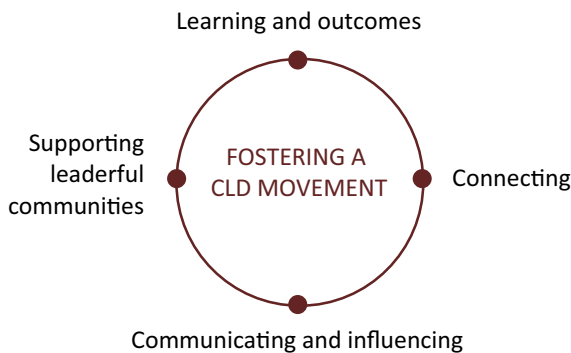 Learning and outcomes
Supporting
leaderful
communities
FOSTERING A
CLD MOVEMENT
Connecting
Communicating and influencing